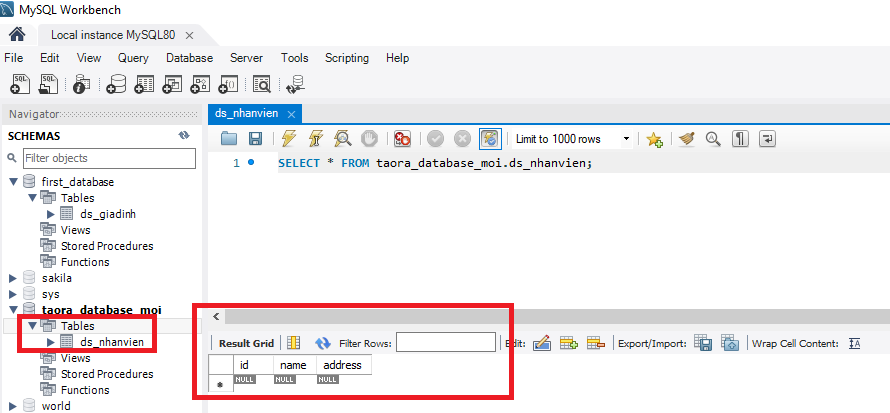 MySQL Workbench
Local instance MySQL80 ×
File Edit View Query Database Server Tools Scripting Help
Navigator
SCHEMAS
Filter objects
first_database
Tables
ds_giadinh
Views
Stored Procedures
Functions
sakila
sys
taora_database_moi
Tables
ds_nhanvien
Views
Stored Procedures
Functions
world
ds_nhanvien ×
Limit to 1000 rows
1 SELECT * FROM taora_database_moi.ds_nhanvien;
Result Grid Filter Rows: Edit: Export/Import: Wrap Cell Content:
id name address
* NULL NULL NULL